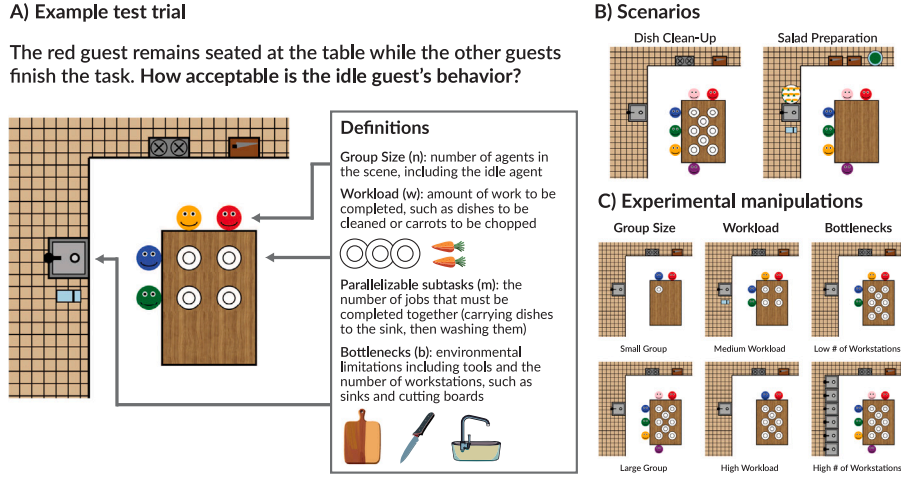 A) Example test trial
The red guest remains seated at the table while the other guests
finish the task. How acceptable is the idle guest's behavior?
Definitions
Group Size (n): number of agents in
the scene, including the idle agent
Workload (w): amount of work to be
completed, such as dishes to be
cleaned or carrots to be chopped
Parallelizable subtasks (m): the
number of jobs that must be
completed together (carrying dishes
to the sink, then washing them)
Bottlenecks (b): environmental
limitations including tools and the
number of workstations, such as
sinks and cutting boards
B) Scenarios
Dish Clean-Up
Salad Preparation
C) Experimental manipulations
Group Size
Workload
Bottlenecks
Small Group
Medium Workload
Low # of Workstations
Large Group
High Workload
High # of Workstations